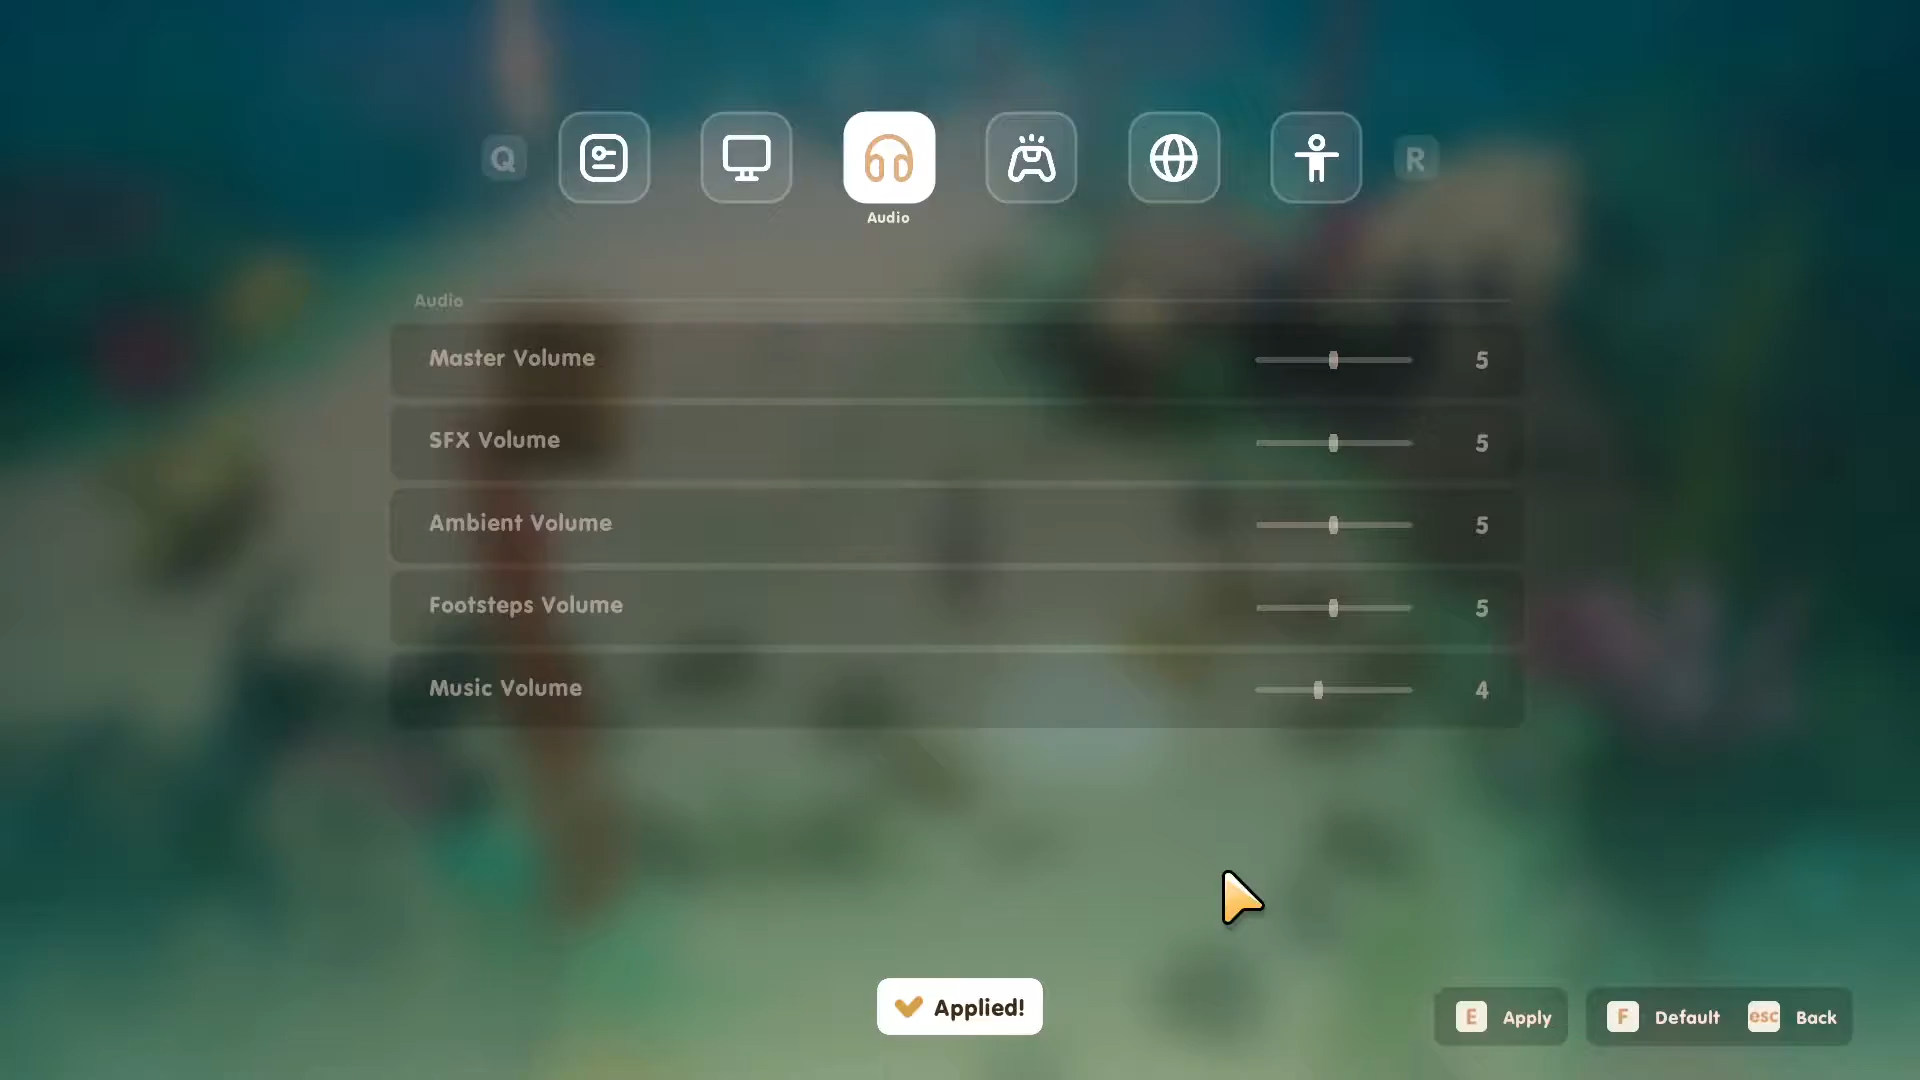 Q
R
Audio
Audio
Master Volume 5
SFX Volume 5
Ambient Volume 5
Footsteps Volume 5
Music Volume 4
Applied!
E Apply F Default esc Back